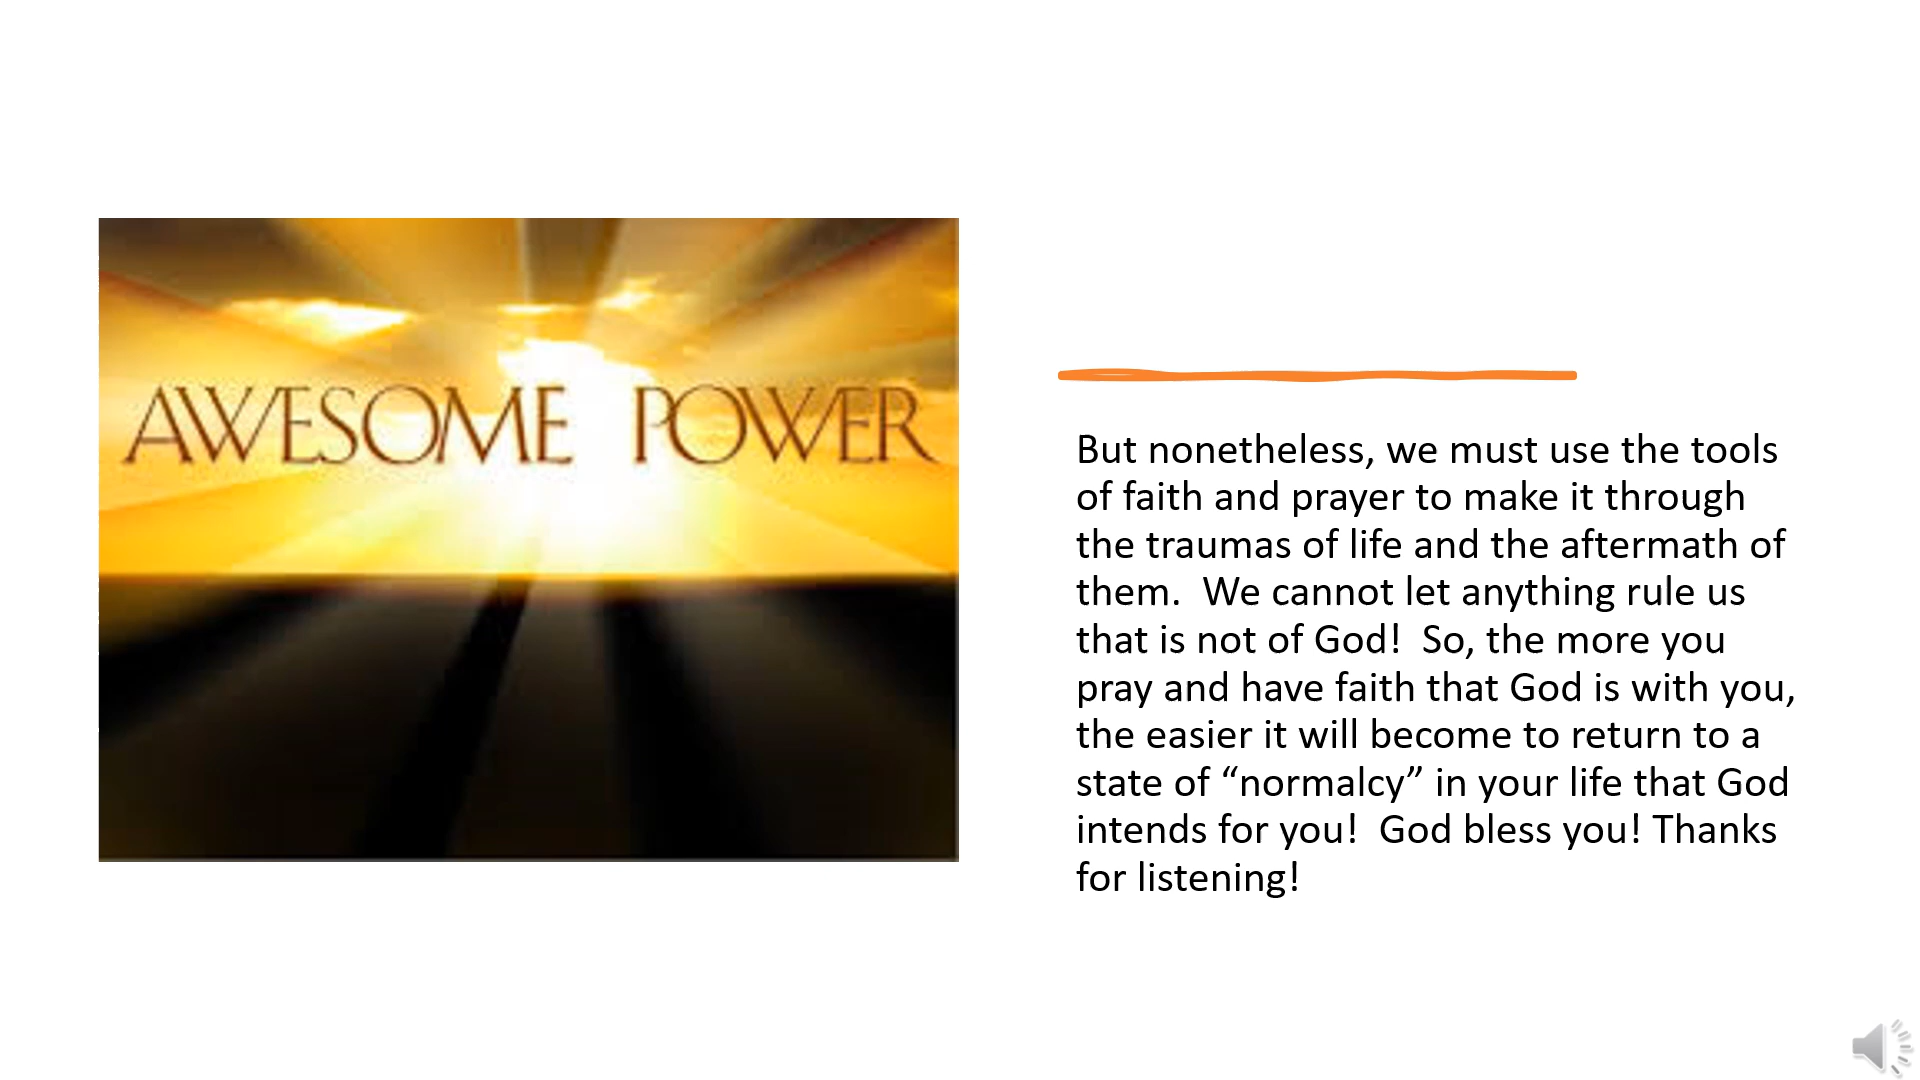 AWESOME POWER
But nonetheless, we must use the tools
of faith and prayer to make it through
the traumas of life and the aftermath of
them.  We cannot let anything rule us
that is not of God!  So, the more you
pray and have faith that God is with you,
the easier it will become to return to a
state of “normalcy” in your life that God
intends for you!  God bless you! Thanks
for listening!